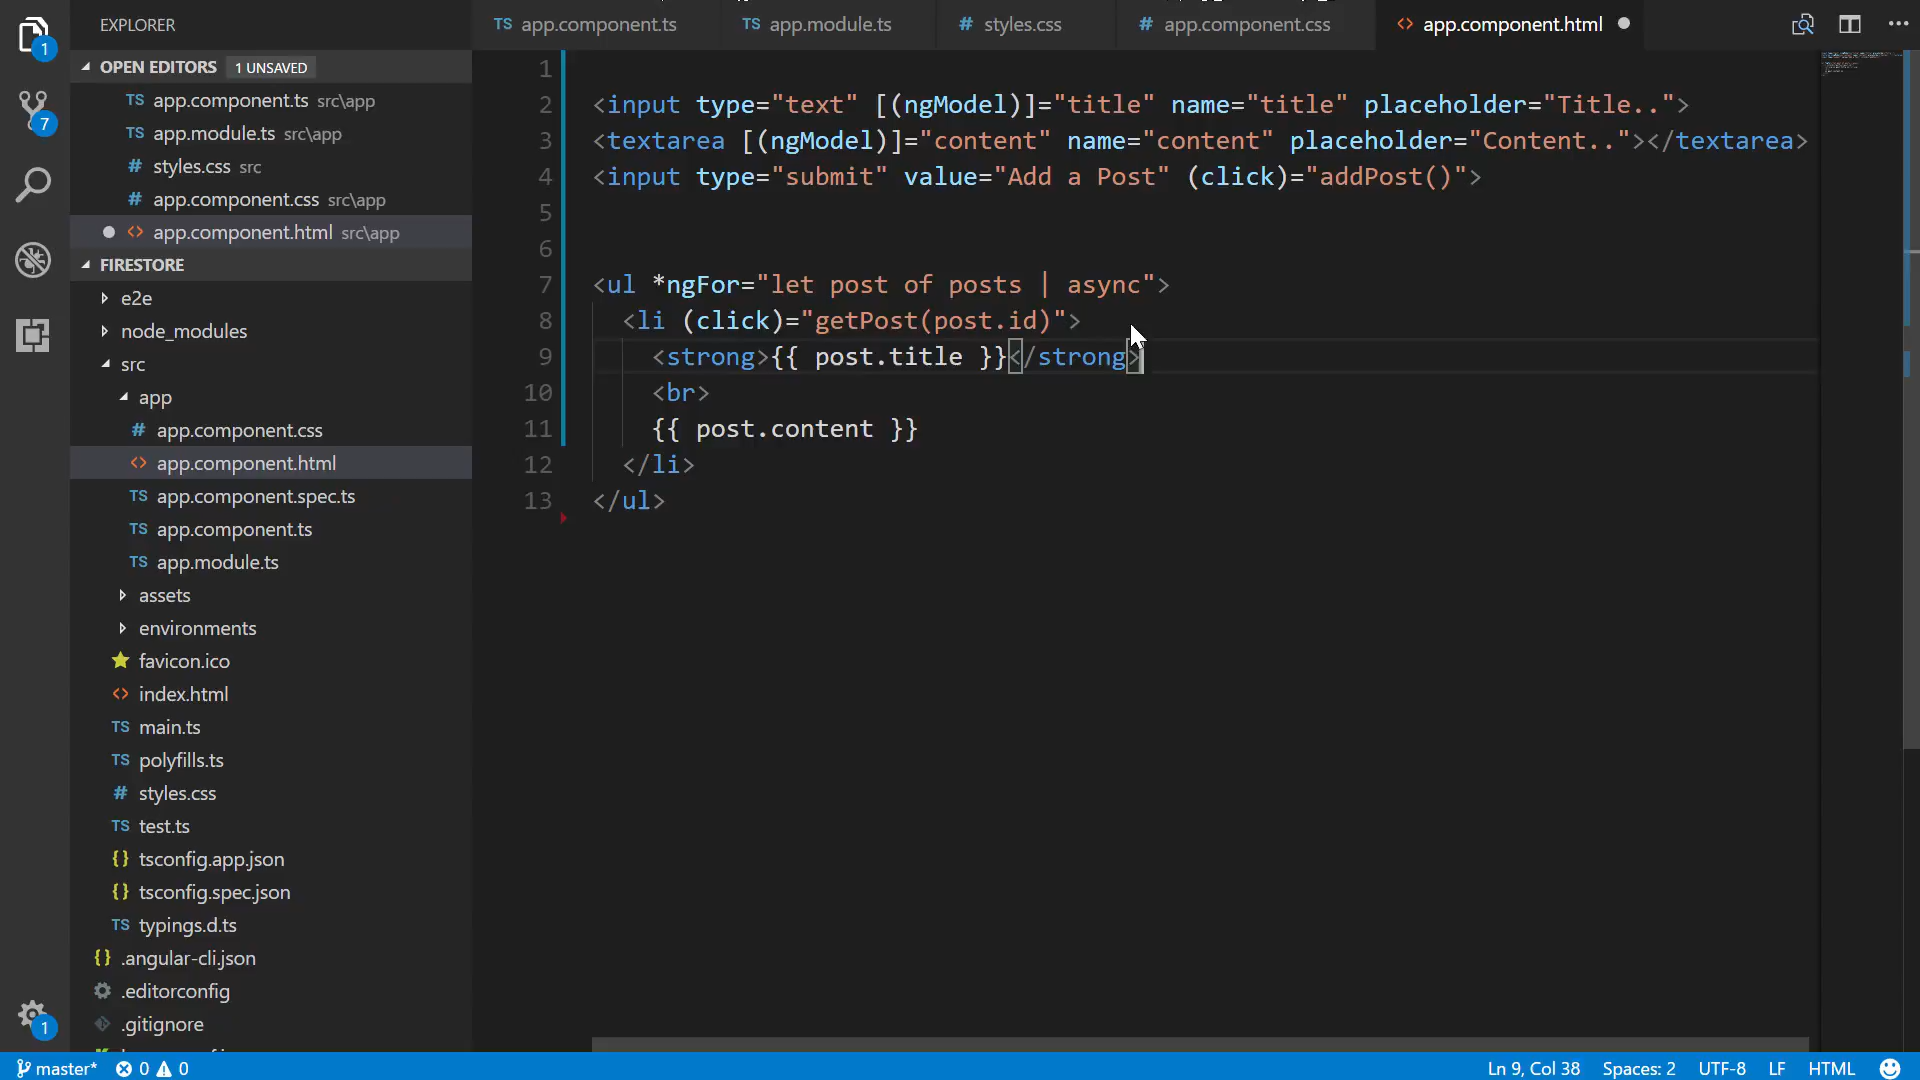 EXPLORER
TS app.component.ts
TS app.module.ts
# styles.css
# app.component.css
<> app.component.html
1
OPEN EDITORS 1 UNSAVED
TS app.component.ts src\app
TS app.module.ts src\app
# styles.css src
# app.component.css src\app
<> app.component.html src\app
7
FIRESTORE
e2e
node_modules
src
app
# app.component.css
<> app.component.html
TS app.component.spec.ts
TS app.component.ts
TS app.module.ts
assets
environments
favicon.ico
<> index.html
TS main.ts
TS polyfills.ts
# styles.css
TS test.ts
{} tsconfig.app.json
{} tsconfig.spec.json
TS typings.d.ts
{} .angular-cli.json
.editorconfig
.gitignore
1
1
2 <input type="text" [(ngModel)]="title" name="title" placeholder="Title..">
3 <textarea [(ngModel)]="content" name="content" placeholder="Content.."></textarea>
4 <input type="submit" value="Add a Post" (click)="addPost()">
5
6
7 <ul *ngFor="let post of posts | async">
8 <li (click)="getPost(post.id)">
9 <strong>{{ post.title }}</strong>
10 <br>
11 {{ post.content }}
12 </li>
13 </ul>
master* 0 0
Ln 9, Col 38 Spaces: 2 UTF-8 LF HTML